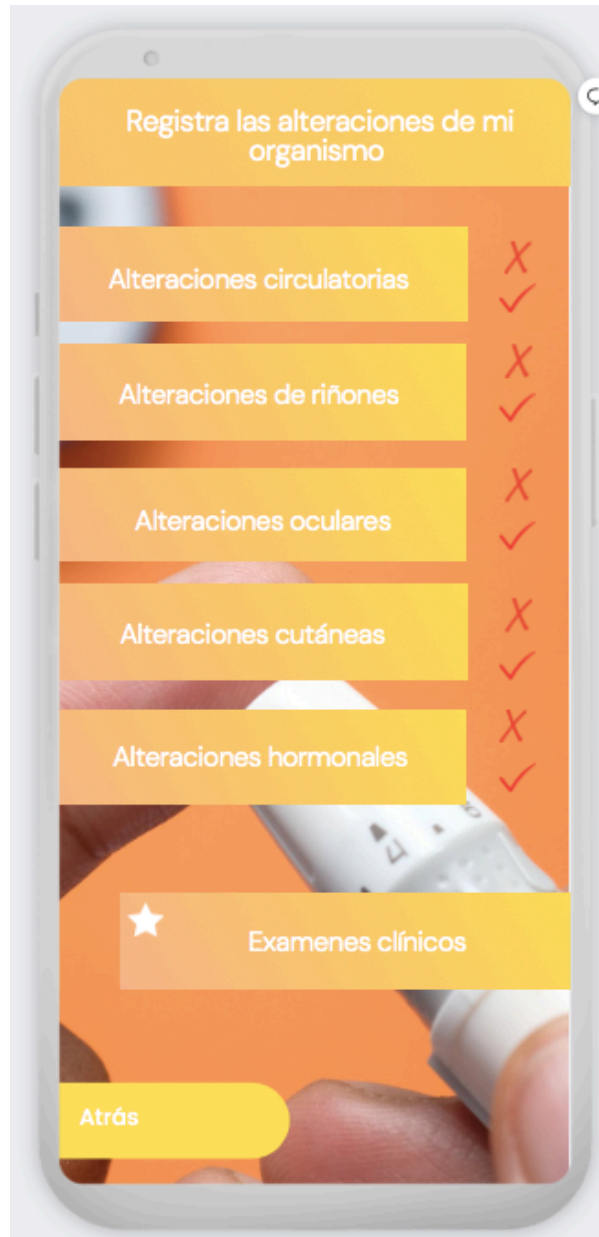 Registra las alteraciones de mi
organismo
Alteraciones circulatorias
Alteraciones de riñones
Alteraciones oculares
Alteraciones cutáneas
Alteraciones hormonales
Examenes clínicos
Atrás